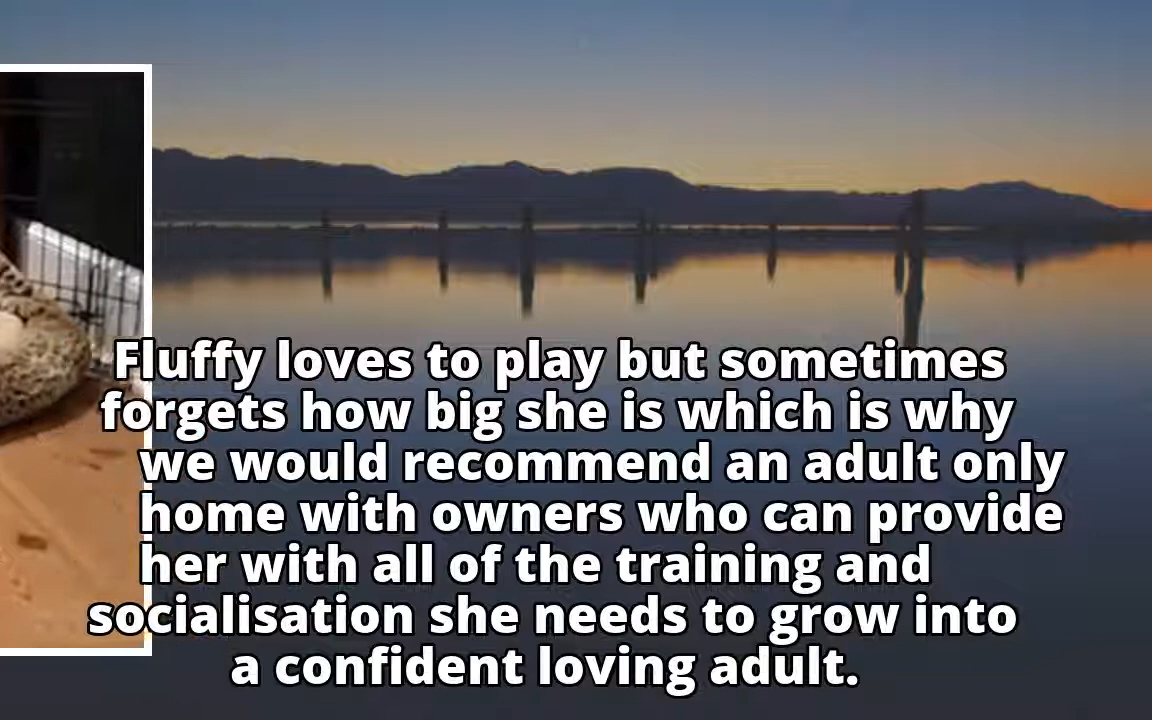 Fluffy loves to play but sometimes
forgets how big she is which is why
we would recommend an adult only
home with owners who can provide
her with all of the training and
socialisation she needs to grow into
a confident loving adult.